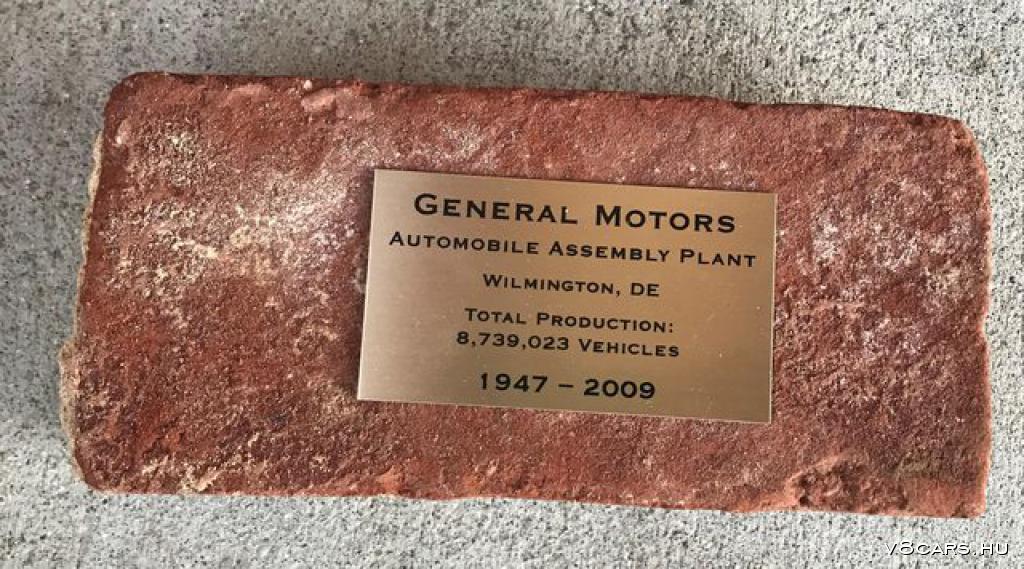 General Motors
Automobile Assembly Plant
Wilmington, DE
Total Production:
8,739,023 Vehicles
1947 – 2009
v8cars.hu